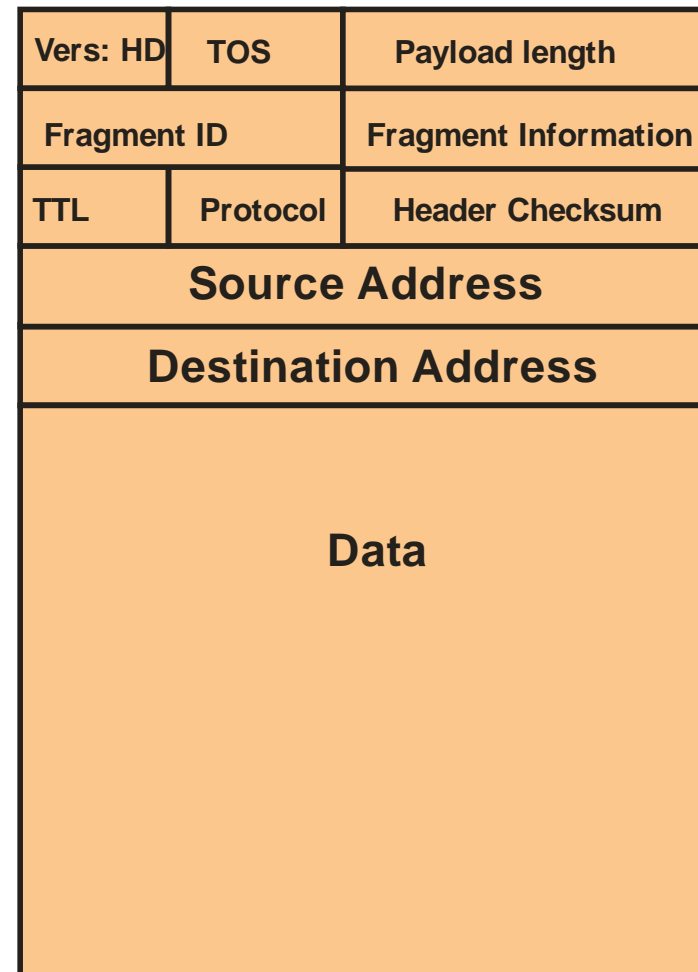 Vers: HD TOS Payload length
Fragment ID Fragment Information
TTL Protocol Header Checksum
Source Address
Destination Address
Data